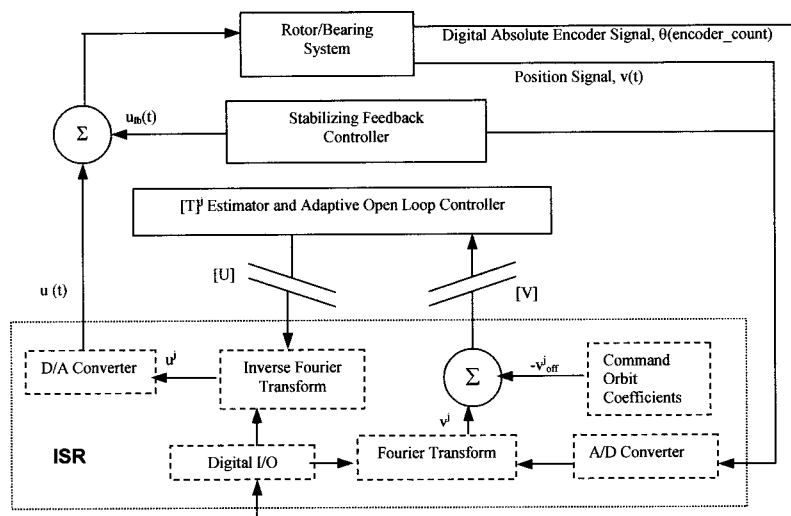 Rotor/Bearing
System
Digital Absolute Encoder Signal, θ(encoder_count)
Position Signal, v(t)
Σ
u_fb(t)
Stabilizing Feedback
Controller
[T]^j Estimator and Adaptive Open Loop Controller
[U]
[V]
u (t)
D/A Converter
u^j
Inverse Fourier
Transform
Σ
-v^j_off
Command
Orbit
Coefficients
v^j
ISR
Digital I/O
Fourier Transform
A/D Converter